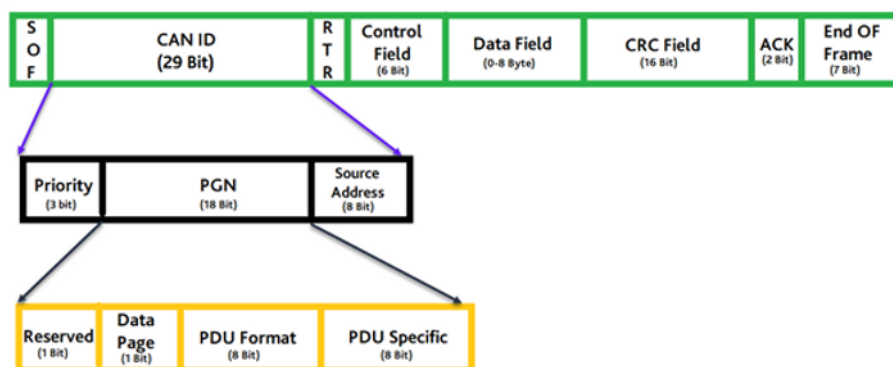 S O F
CAN ID
(29 Bit)
R T R
Control Field
(6 Bit)
Data Field
(0-8 Byte)
CRC Field
(16 Bit)
ACK
(2 Bit)
End OF Frame
(7 Bit)
Priority
(3 bit)
PGN
(18 Bit)
Source Address
(8 Bit)
Reserved
(1 Bit)
Data Page
(1 Bit)
PDU Format
(8 Bit)
PDU Specific
(8 Bit)